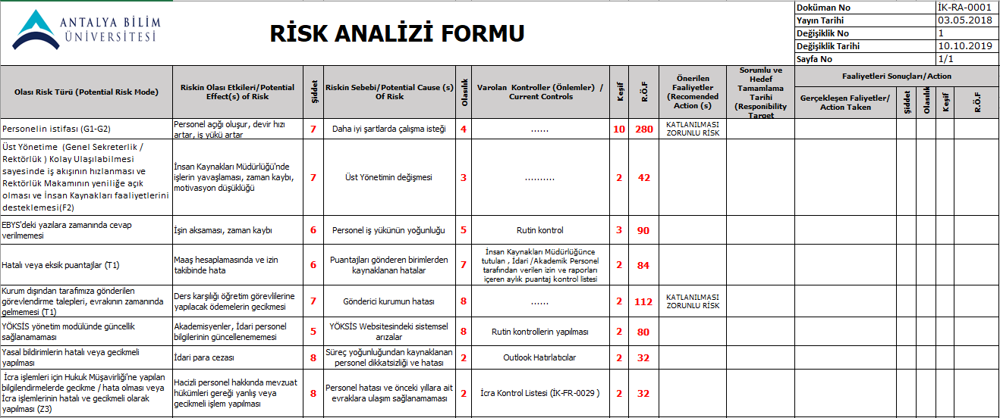 ANTALYA BİLİM
ÜNİVERSİTESİ
RİSK ANALİZİ FORMU
Doküman No İK-RA-0001
Yayın Tarihi 03.05.2018
Değişiklik No 1
Değişiklik Tarihi 10.10.2019
Sayfa No 1/1
Olası Risk Türü (Potential Risk Mode)
Riskin Olası Etkileri/Potential
Effect(s) of Risk
Şiddet
Riskin Sebebi/Potential Cause (s)
Of Risk
Olasılık
Varolan Kontroller (Önlemler) /
Current Controls
Keşif
R.Ö.F
Önerilen
Faaliyetler
(Recomended
Action (s)
Sorumlu ve
Hedef
Tamamlama
Tarihi
(Responibility
Target
Faaliyetleri Sonuçları/Action
Gerçekleşen Faliyetler/
Action Taken
Şiddet
Olasılık
Keşif
R.Ö.F
Personelin istifası (G1-G2)
Personel açığı oluşur, devir hızı
artar, iş yükü artar
7
Daha iyi şartlarda çalışma isteği
4
......
10
280
KATLANILMASI
ZORUNLU RİSK
Üst Yönetime (Genel Sekreterlik /
Rektörlük ) Kolay Ulaşılabilmesi
sayesinde iş akışının hızlanması ve
Rektörlük Makamının yeniliğe açık
olması ve İnsan Kaynakları faaliyetlerini
desteklemesi(F2)
İnsan Kaynakları Müdürlüğü'nde
işlerin yavaşlaması, zaman kaybı,
motivasyon düşüklüğü
7
Üst Yönetimin değişmesi
3
..........
2
42
EBYS'deki yazılara zamanında cevap
verilmemesi
İşin aksaması, zaman kaybı
6
Personel iş yükünün yoğunluğu
5
Rutin kontrol
3
90
Hatalı veya eksik puantajlar (T1)
Maaş hesaplamasında ve izin
takibinde hata
6
Puantajları gönderen birimlerden
kaynaklanan hatalar
7
İnsan Kaynakları Müdürlüğünce
tutulan , İdari /Akademik Personel
tarafından verilen izin ve raporları
içeren aylık puantaj kontrol listesi
2
84
Kurum dışından tarafımıza gönderilen
görevlendirme talepleri, evrakının zamanında
gelmemesi (T1)
Ders karşılığı öğretim görevlilerine
yapılacak ödemelerin gecikmesi
7
Gönderici kurumun hatası
8
......
2
112
KATLANILMASI
ZORUNLU RİSK
YÖKSİS yönetim modülünde güncellik
sağlanamaması
Akademisyenler, İdari personel
bilgilerinin güncellenememesi
5
YÖKSİS Websitesindeki sistemsel
arızalar
8
Rutin kontrollerin yapılması
2
80
Yasal bildirimlerin hatalı veya gecikmeli
yapılması
İdari para cezası
8
Süreç yoğunluğundan kaynaklanan
personel dikkatsizliği ve hatası
2
Outlook Hatırlatıcılar
2
32
İcra işlemleri için Hukuk Müşavirliği'ne yapılan
bilgilendirmelerde gecikme / hata olması veya
İcra işlemlerinin hatalı ve gecikmeli olarak
yapılması (Z3)
Hacizli personel hakkında mevzuat
hükümleri gereği yanlış veya
gecikmeli işlem yapılması
8
Personel hatası ve önceki yıllara ait
evraklara ulaşım sağlanamaması
2
İcra Kontrol Listesi (İK-FR-0029 )
2
32